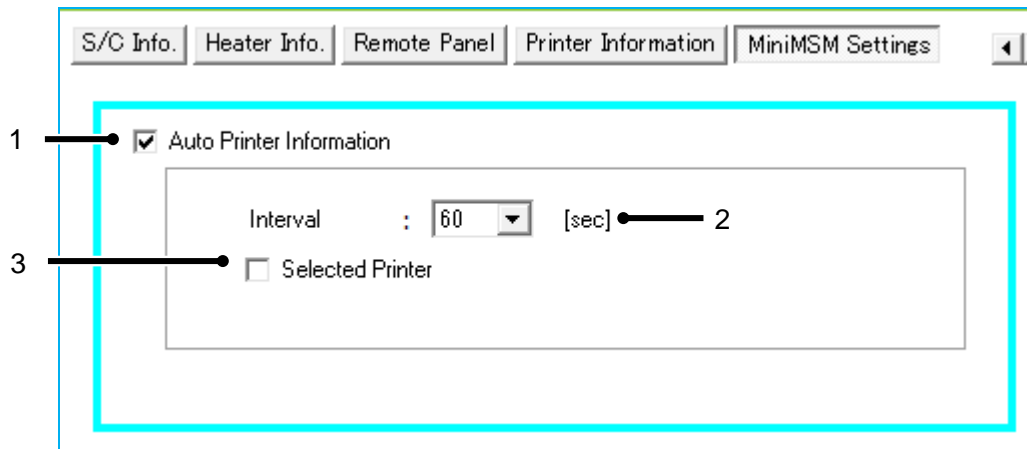 S/C Info. Heater Info. Remote Panel Printer Information MiniMSM Settings
1 Auto Printer Information
Interval : 60 [sec] 2
3 Selected Printer